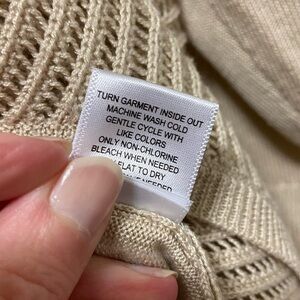 TURN GARMENT INSIDE OUT
MACHINE WASH COLD
GENTLE CYCLE WITH
LIKE COLORS
ONLY NON-CHLORINE
BLEACH WHEN NEEDED
FLAT TO DRY
NEEDED